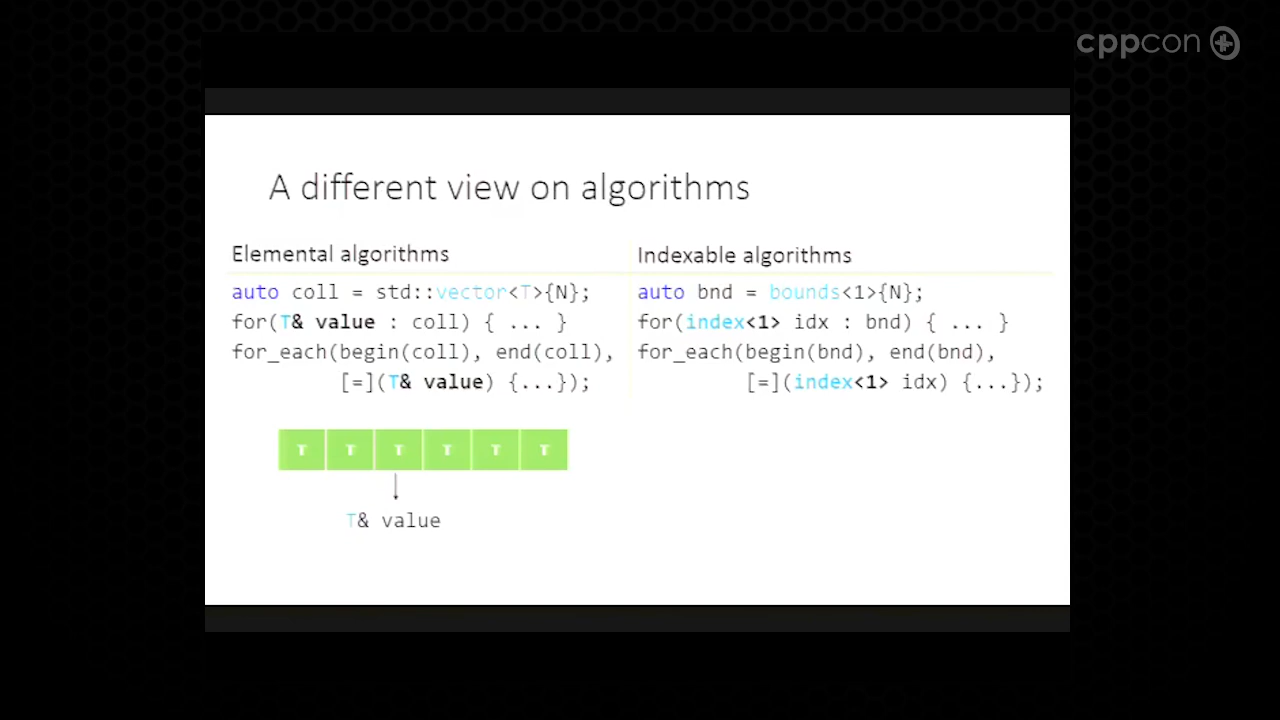 cppcon
A different view on algorithms
Elemental algorithms
auto coll = std::vector<T>{N};
for(T& value : coll) { ... }
for_each(begin(coll), end(coll),
[=](T& value) {...});
T T T T T T
T& value
Indexable algorithms
auto bnd = bounds<1>{N};
for(index<1> idx : bnd) { ... }
for_each(begin(bnd), end(bnd),
[=](index<1> idx) {...});